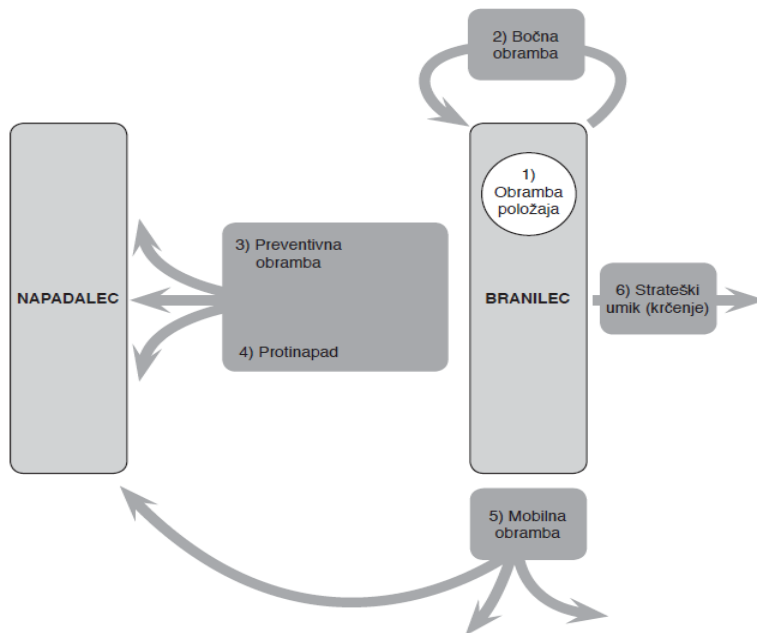 2) Bočna
obramba
1)
Obramba
položaja
3) Preventivna
obramba
NAPADALEC
BRANILEC
6) Strateški
umik (krčenje)
4) Protinapad
5) Mobilna
obramba